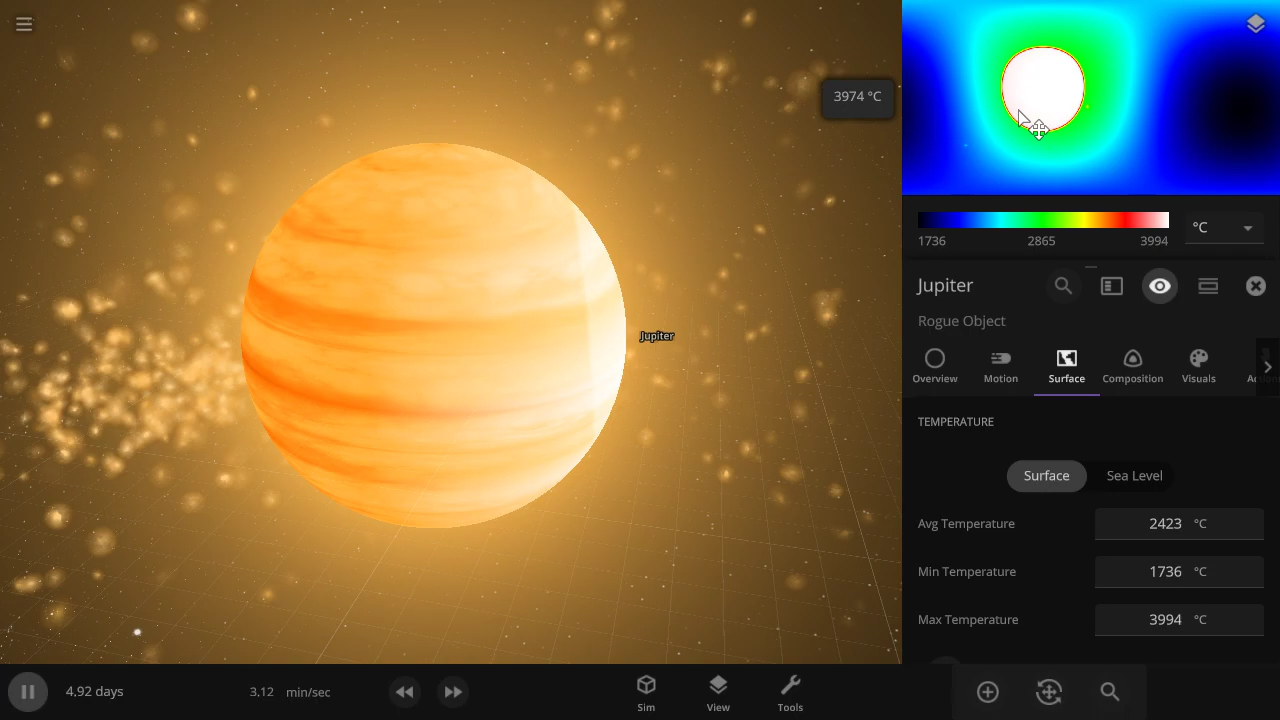 3974 °C
Jupiter
1736 2865 3994
°C
Jupiter
Rogue Object
Overview Motion Surface Composition Visuals
TEMPERATURE
Surface Sea Level
Avg Temperature 2423 °C
Min Temperature 1736 °C
Max Temperature 3994 °C
4,92 days 3,12 min/sec
Sim View Tools